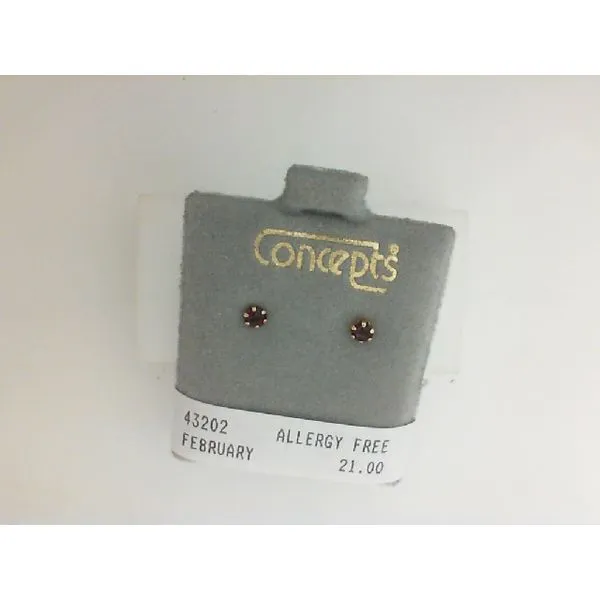 Concepts®
43202 ALLERGY FREE
FEBRUARY 21.00